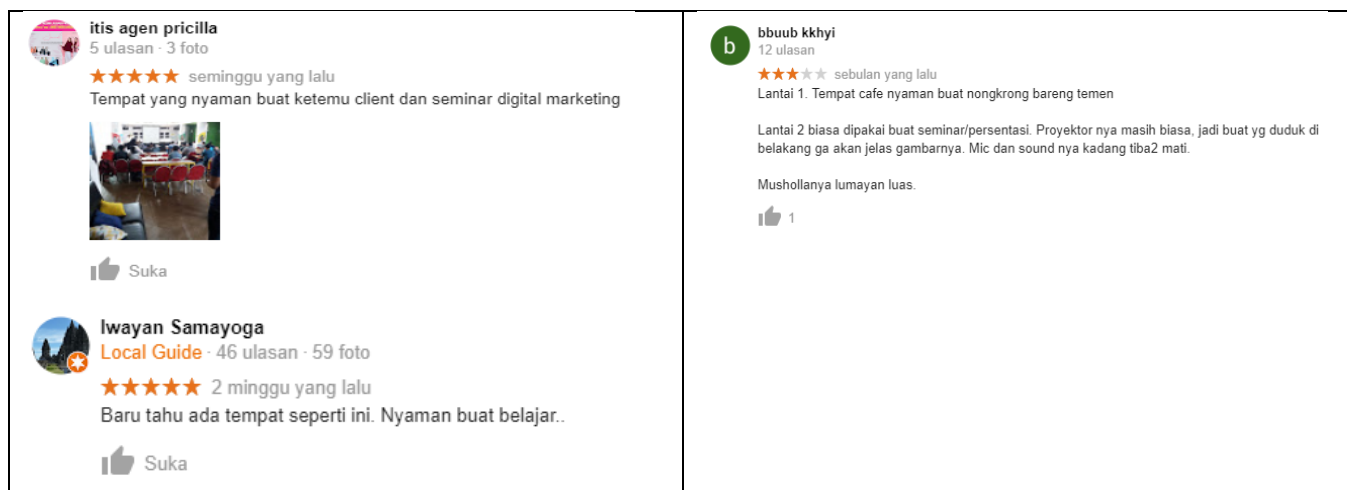 itis agen pricilla
5 ulasan · 3 foto
seminggu yang lalu
Tempat yang nyaman buat ketemu client dan seminar digital marketing
Suka
Iwayan Samayoga
Local Guide · 46 ulasan · 59 foto
2 minggu yang lalu
Baru tahu ada tempat seperti ini. Nyaman buat belajar..
Suka
b
bbuub kkhyi
12 ulasan
sebulan yang lalu
Lantai 1. Tempat cafe nyaman buat nongkrong bareng temen
Lantai 2 biasa dipakai buat seminar/persentasi. Proyektor nya masih biasa, jadi buat yg duduk di
belakang ga akan jelas gambarnya. Mic dan sound nya kadang tiba2 mati.
Mushollanya lumayan luas.
1